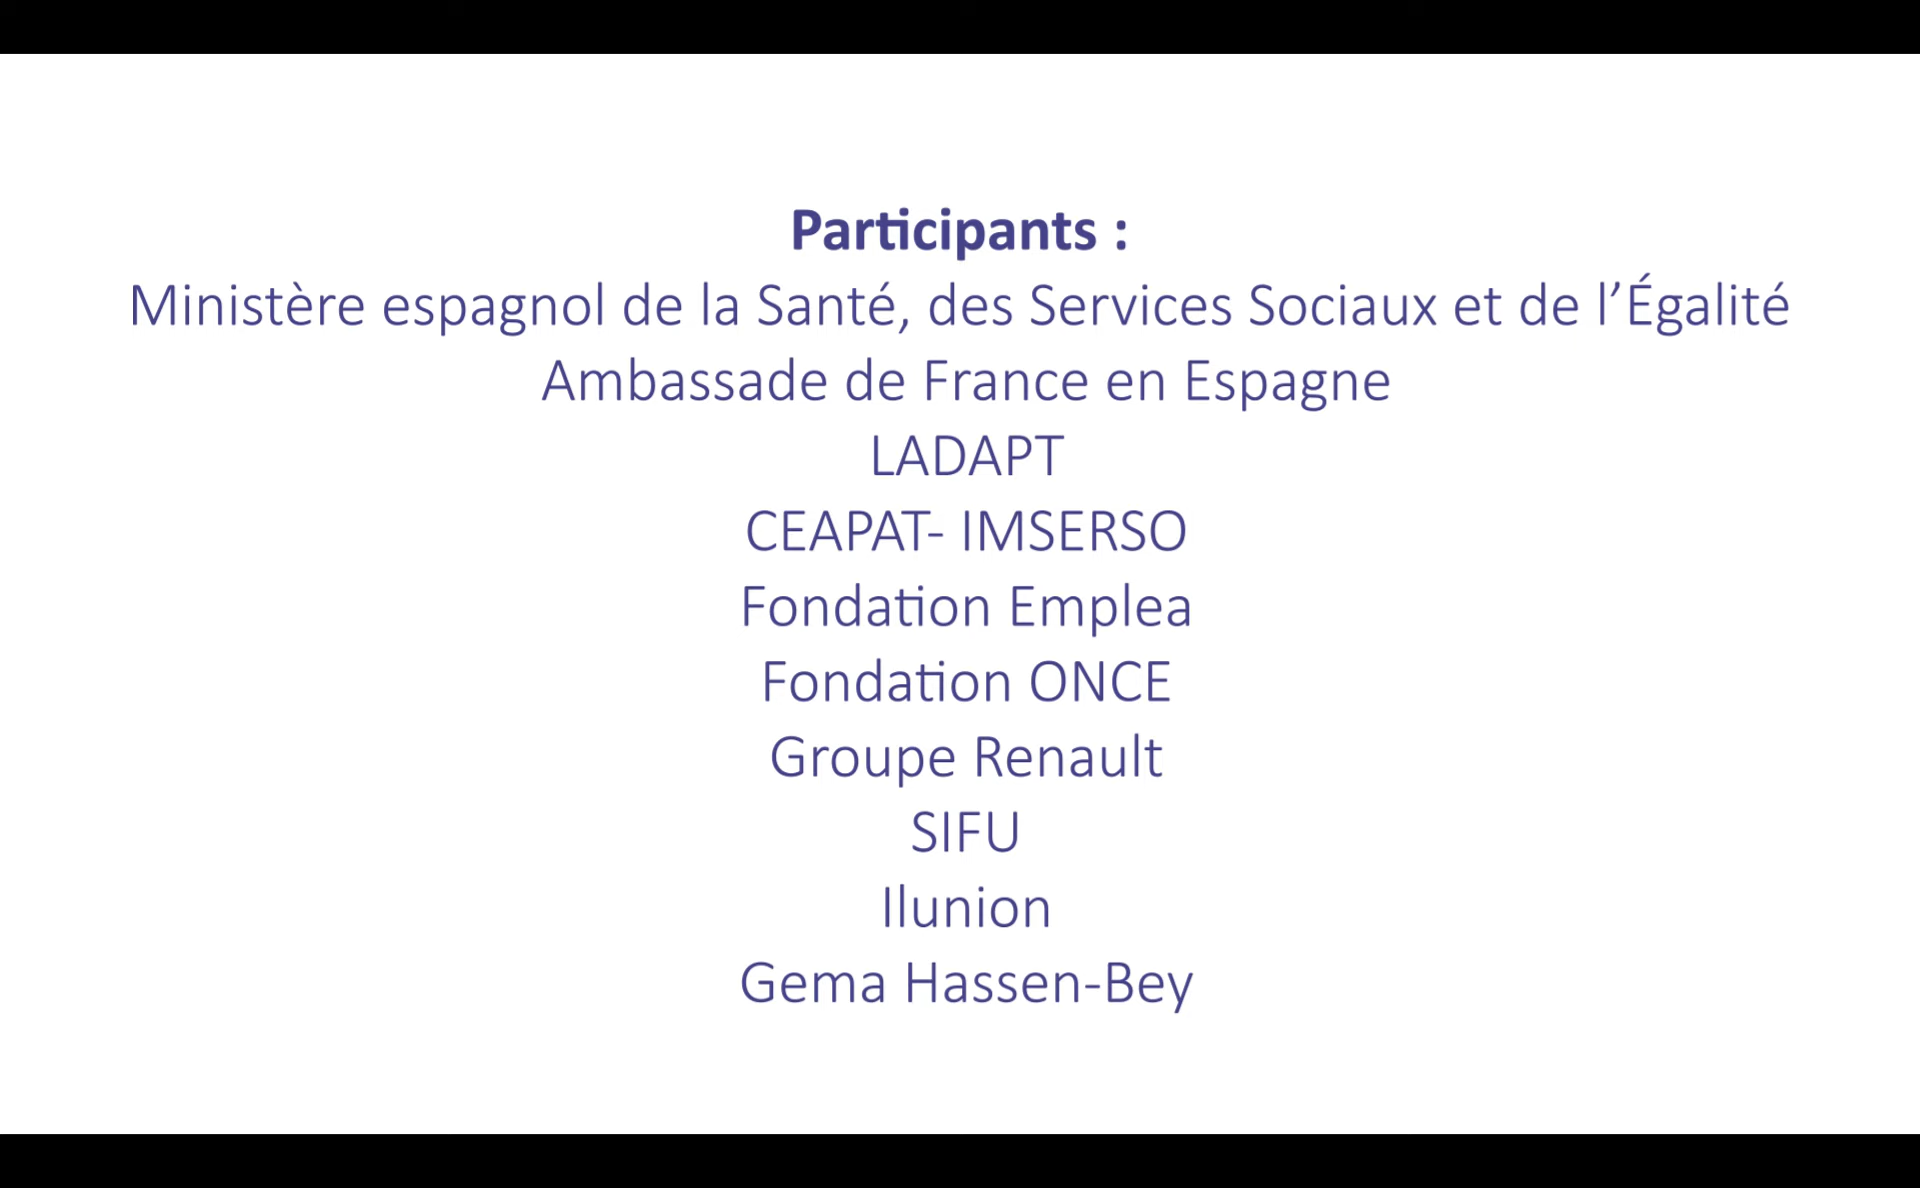 Participants :
Ministère espagnol de la Santé, des Services Sociaux et de l’Égalité
Ambassade de France en Espagne
LADAPT
CEAPAT- IMSERSO
Fondation Emplea
Fondation ONCE
Groupe Renault
SIFU
Ilunion
Gema Hassen-Bey